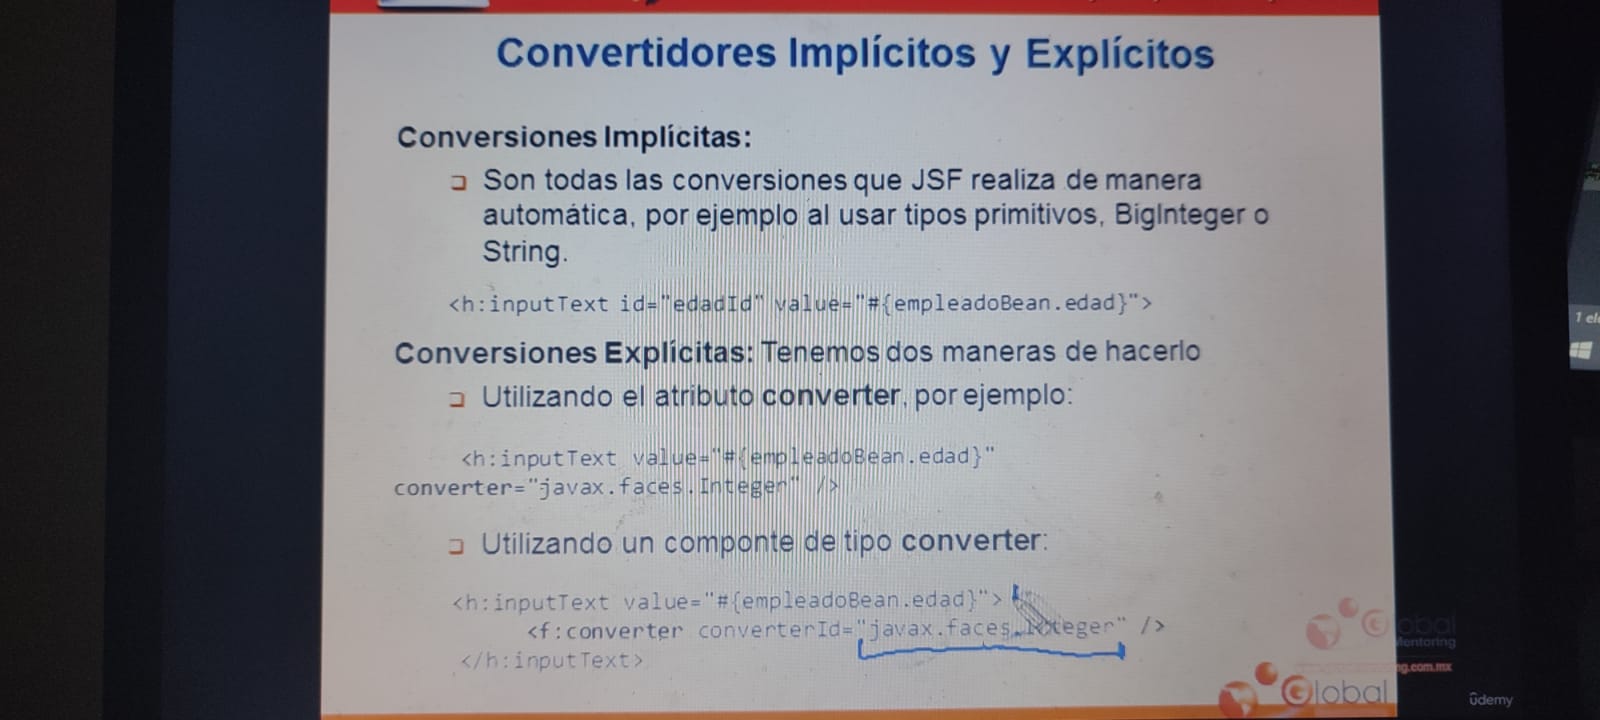 Convertidores Implícitos y Explícitos
Conversiones Implícitas:
Son todas las conversiones que JSF realiza de manera
automática, por ejemplo al usar tipos primitivos, BigInteger o
String.
<h:inputText id="edadId" value="#{empleadoBean.edad}">
Conversiones Explícitas: Tenemos dos maneras de hacerlo
Utilizando el atributo converter, por ejemplo:
<h:inputText value="#{empleadoBean.edad}"
converter="javax.faces.Integer" />
Utilizando un componte de tipo converter:
<h:inputText value="#{empleadoBean.edad}">
<f:converter converterId="javax.faces.Integer" />
</h:inputText>
Global
Mentoring
ng.com.mx
Global
ûdemy
1 el